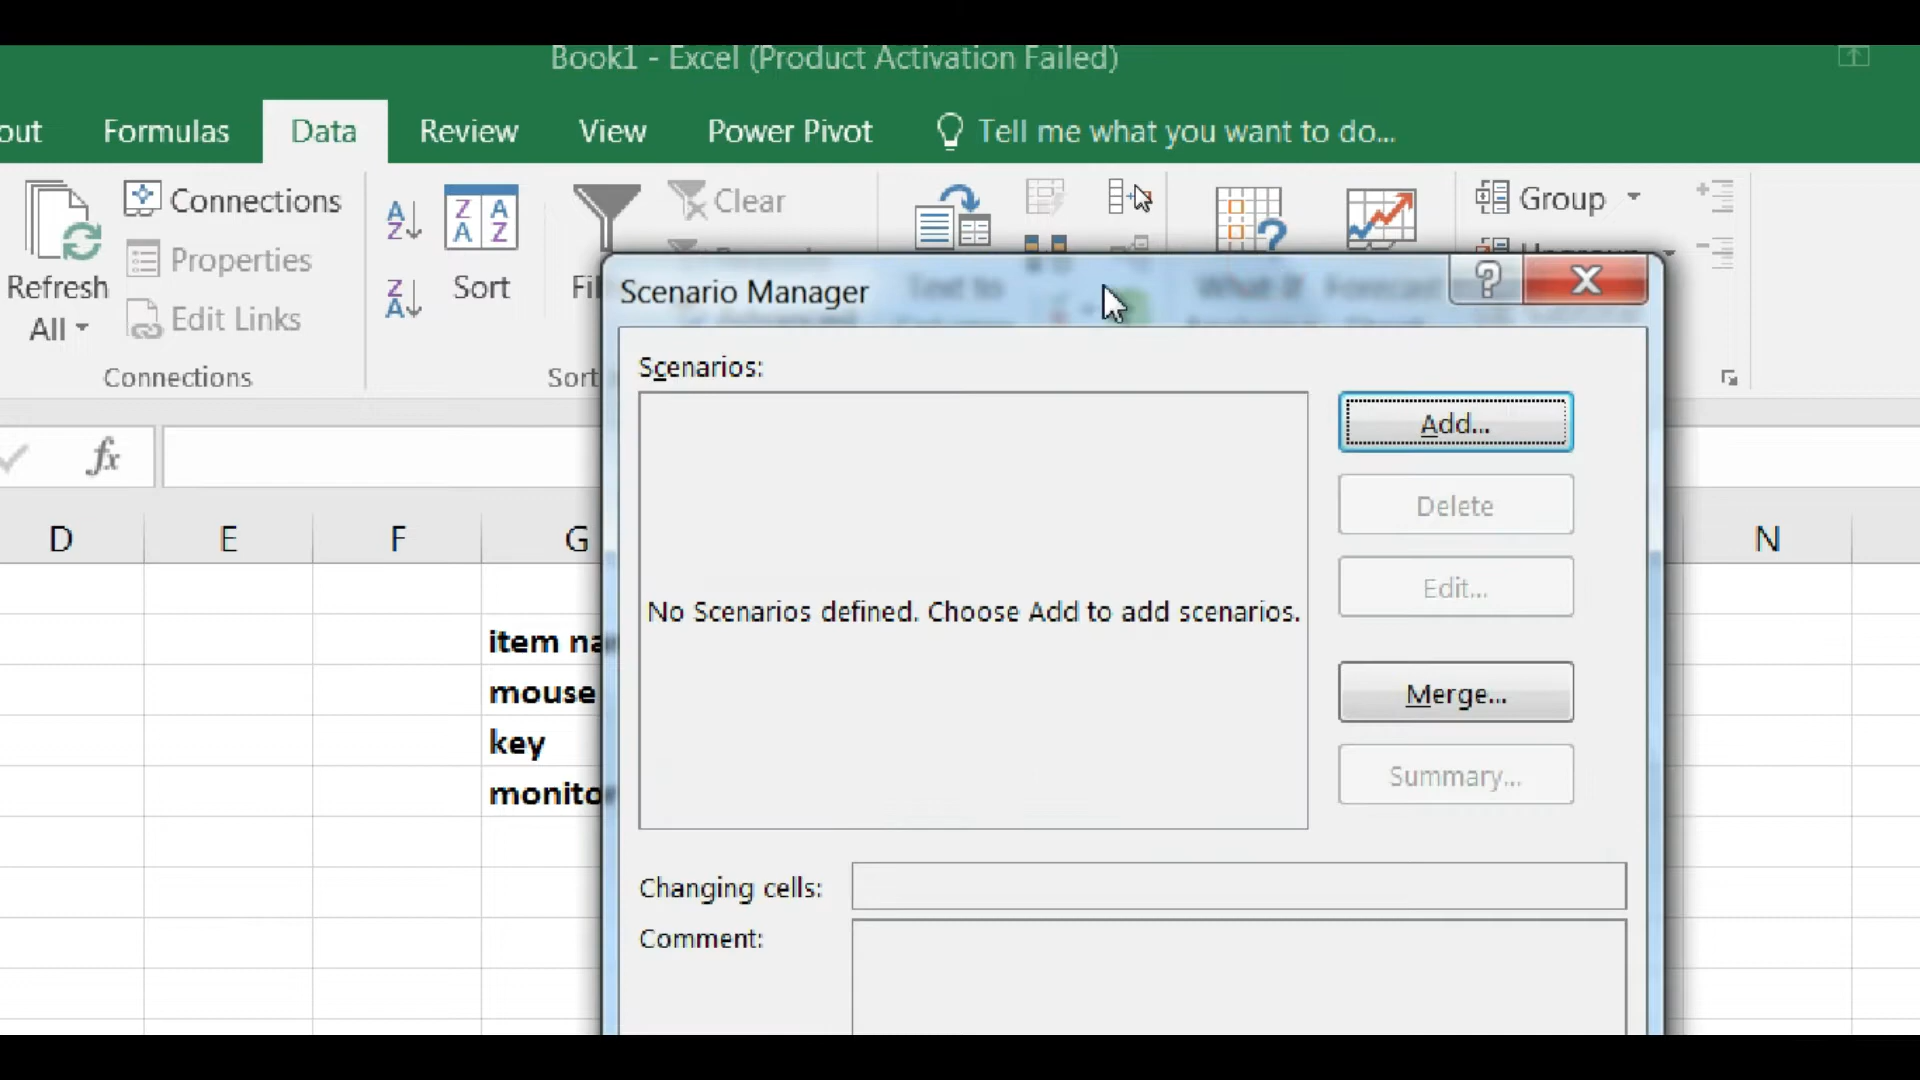 Book1 - Excel (Product Activation Failed)
out
Formulas
Data
Review
View
Power Pivot
Tell me what you want to do...
Refresh
All
Connections
Properties
Edit Links
Connections
Sort
Clear
Group
Scenario Manager
Scenarios:
No Scenarios defined. Choose Add to add scenarios.
Add...
Delete
Edit...
Merge...
Summary...
Changing cells:
Comment:
fx
D
E
F
G
N
item na
mouse
key
monitor